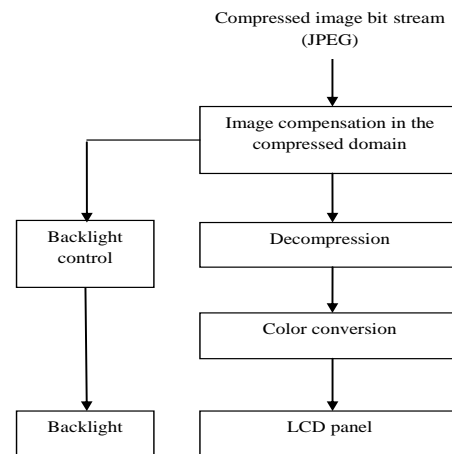 Compressed image bit stream
(JPEG)
Image compensation in the
compressed domain
Backlight
control
Decompression
Color conversion
Backlight
LCD panel